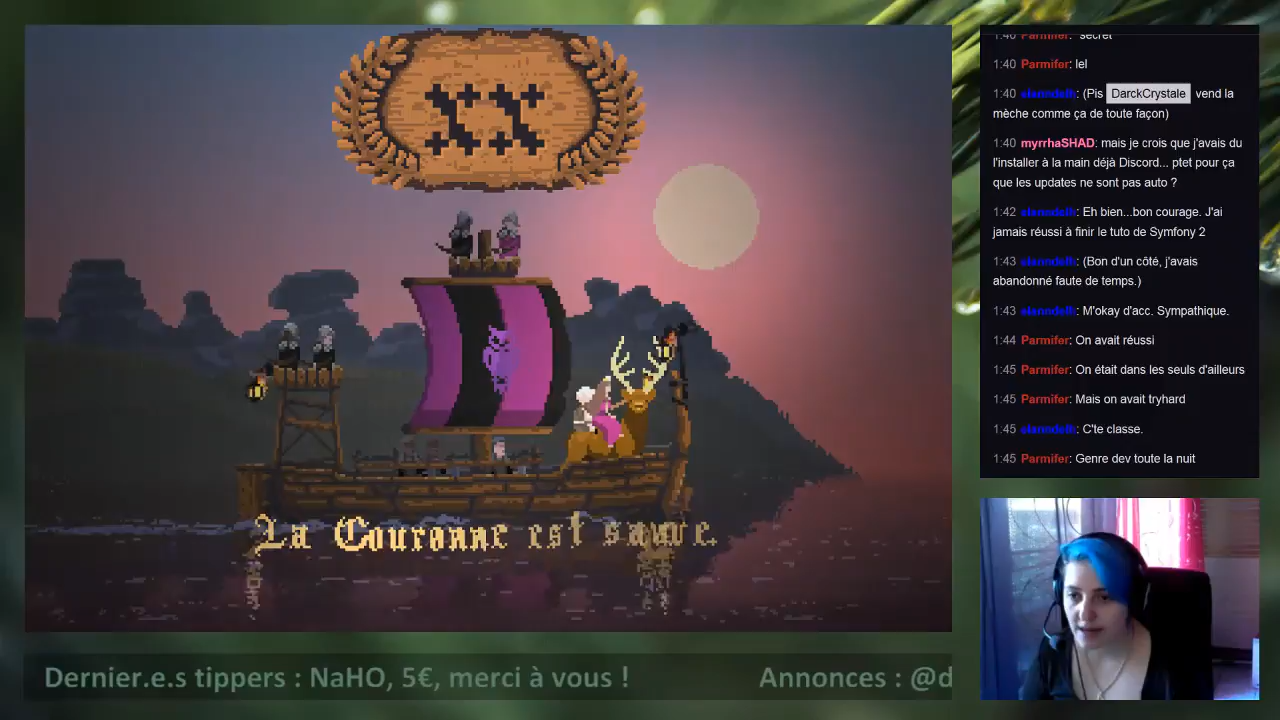 XX
La Couronne est sauve.
1:40 Parmifer: *secret*
1:40 Parmifer: lel
1:40 : (Pis DarckCrystale vend la
mèche comme ça de toute façon)
myrrhaSHAD: mais je crois que j'avais du
l'installer à la main déjà Discord... ptet pour ça
que les updates ne sont pas auto ?
1:42 : Eh bien...bon courage. J'ai
jamais réussi à finir le tuto de Symfony 2
1:43 : (Bon d'un côté, j'avais
abandonné faute de temps.)
1:43 : M'okay d'acc. Sympathique.
1:44 Parmifer: On avait réussi
1:45 Parmifer: On était dans les seuls d'ailleurs
1:45 Parmifer: Mais on avait tryhard
1:45 : C'te classe.
1:45 Parmifer: Genre dev toute la nuit
Dernier.e.s tippers : NaHO, 5€, merci à vous !
Annonces : @d